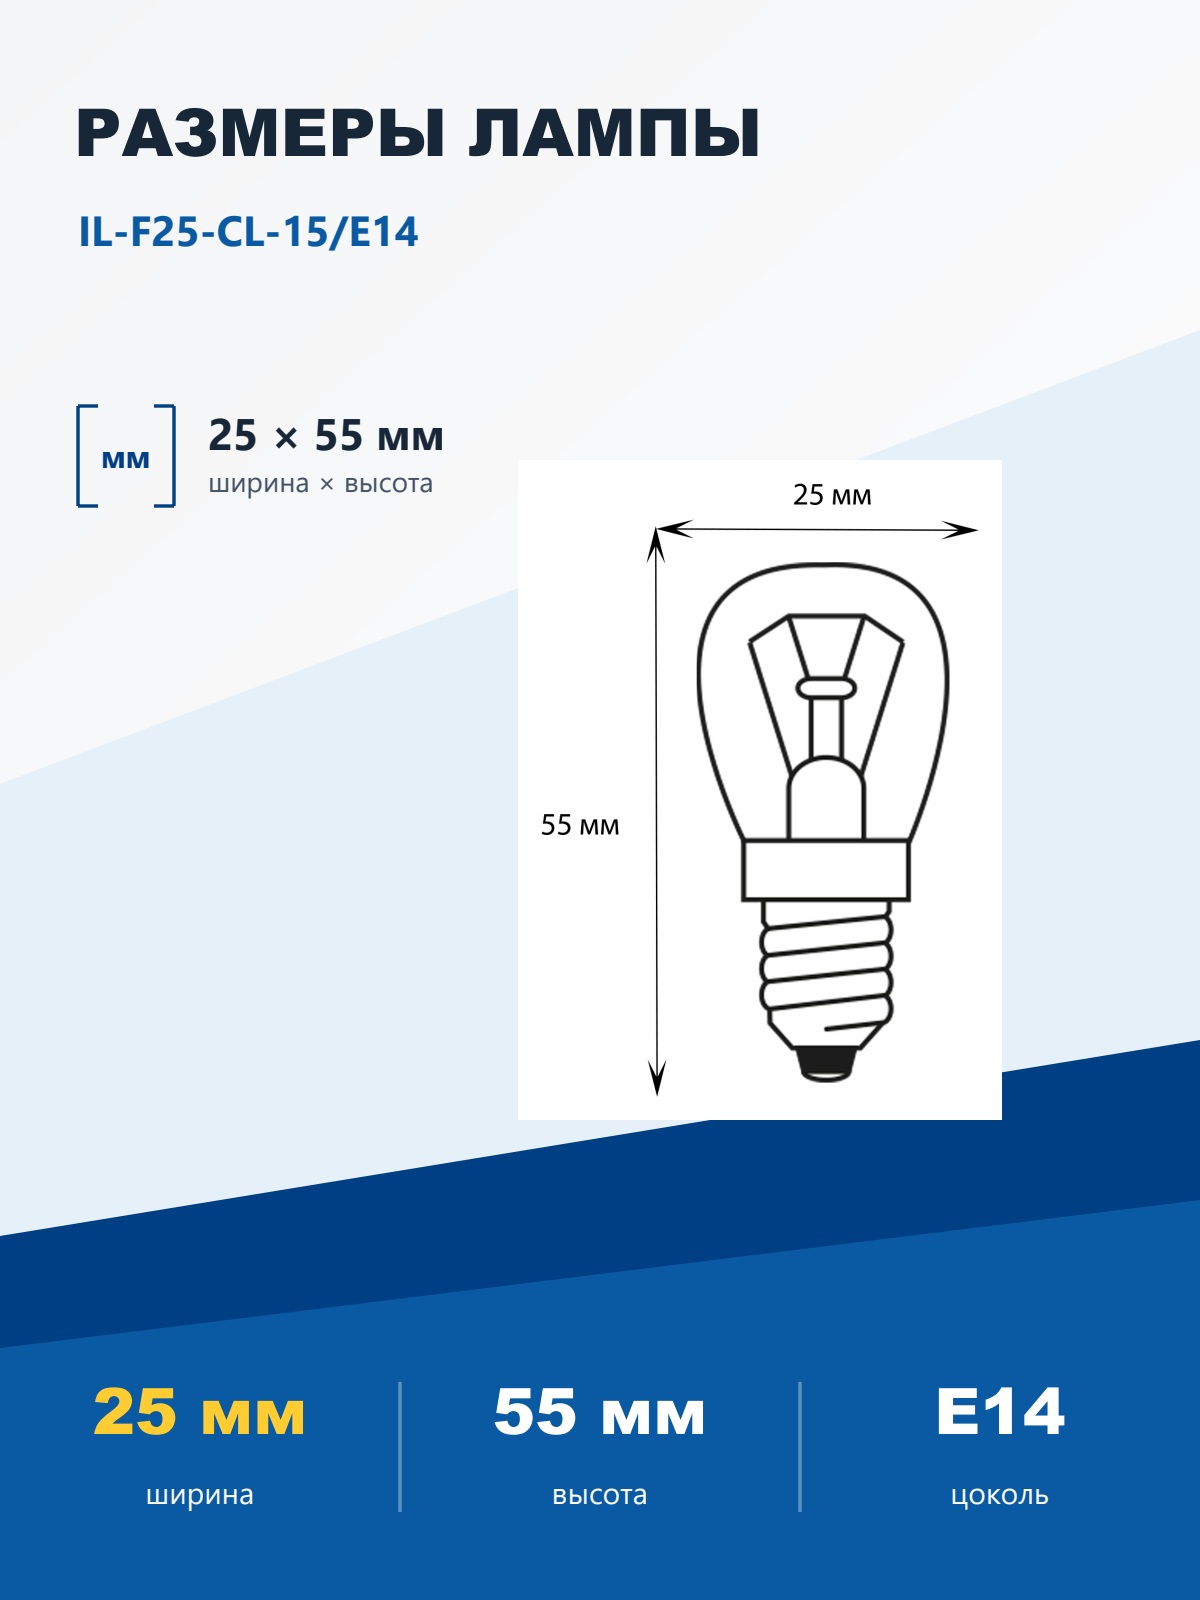 РАЗМЕРЫ ЛАМПЫ
IL-F25-CL-15/E14
мм
25 × 55 мм
ширина × высота
25 мм
55 мм
25 мм
ширина
55 мм
высота
E14
цоколь